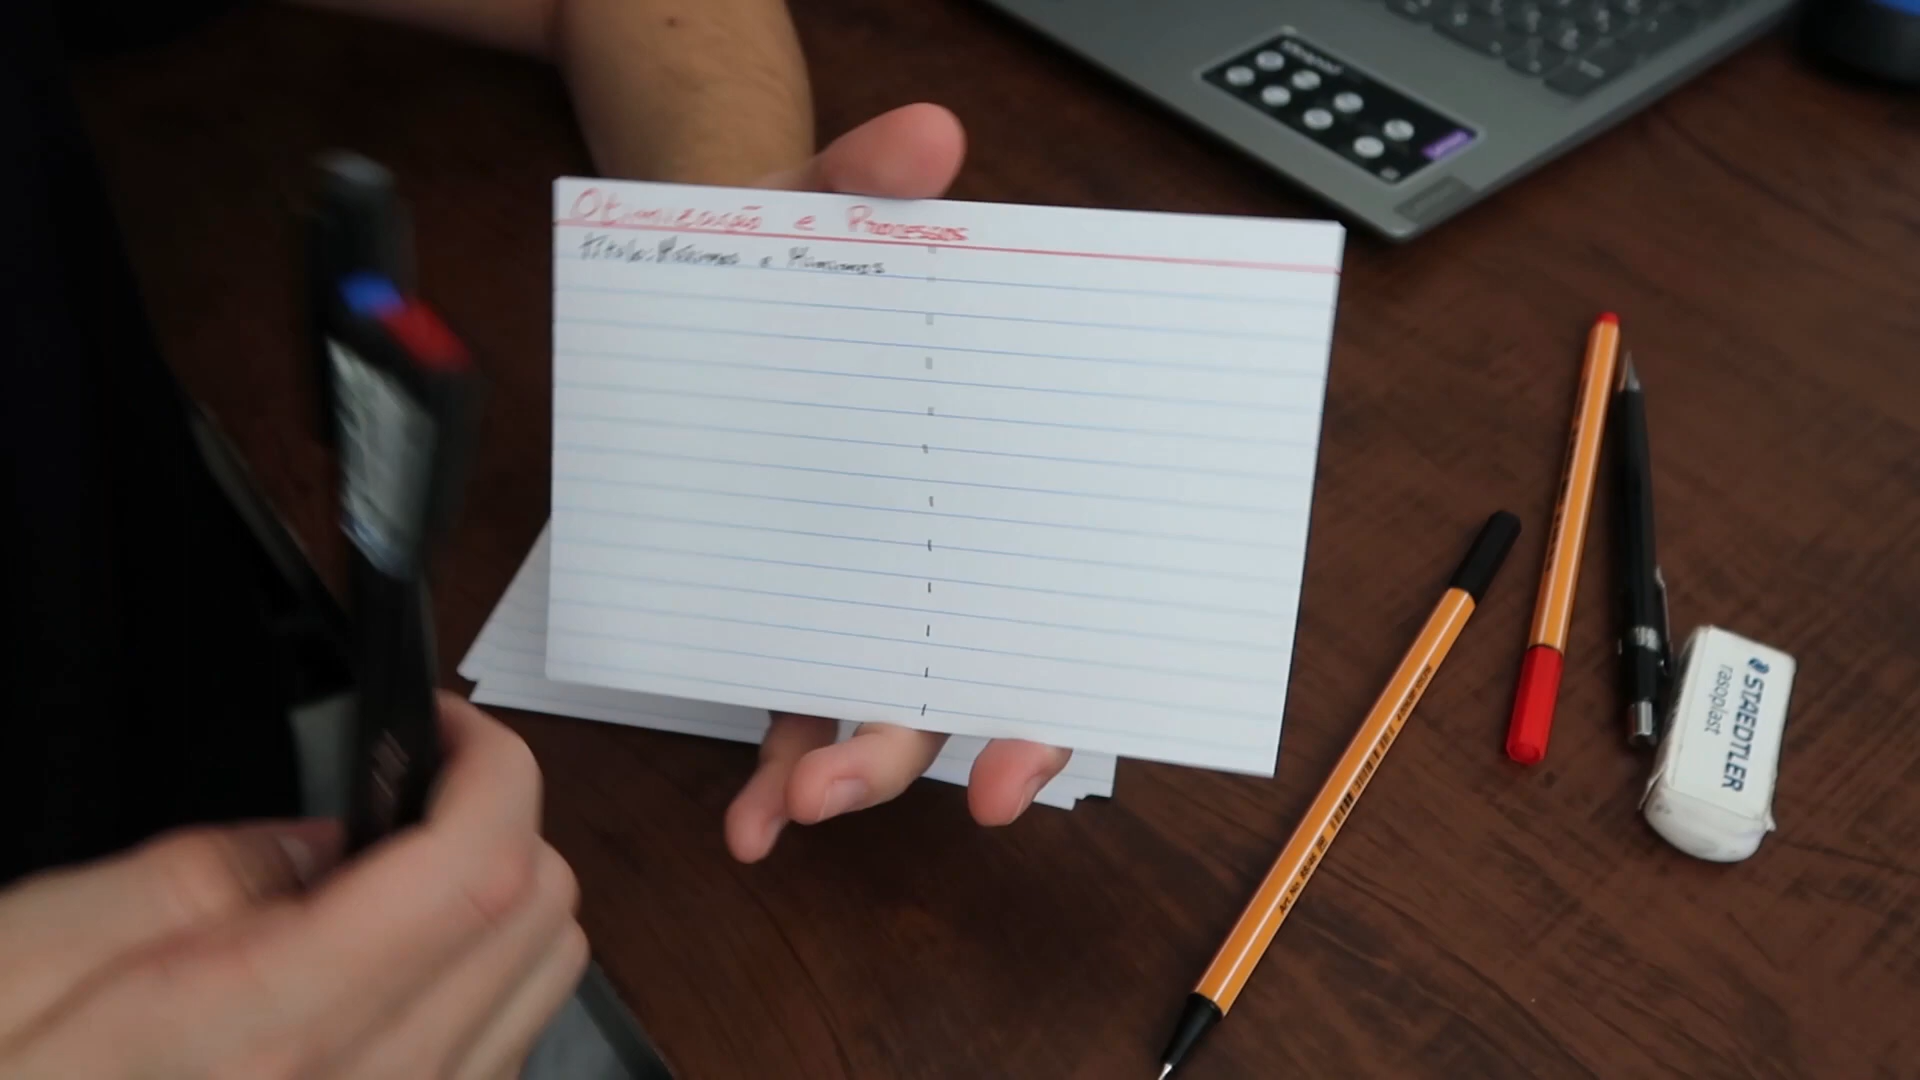 Otimização e Processos
Título: Máximos e Mínimos
STAEDTLER
rasoplast